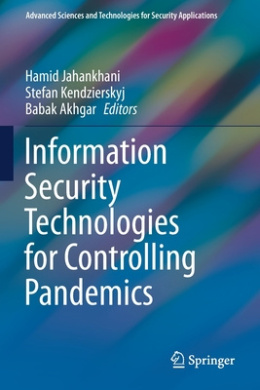 Advanced Sciences and Technologies for Security Applications
Hamid Jahankhani
Stefan Kendzierskyj
Babak Akhgar Editors
Information
Security
Technologies
for Controlling
Pandemics
Springer